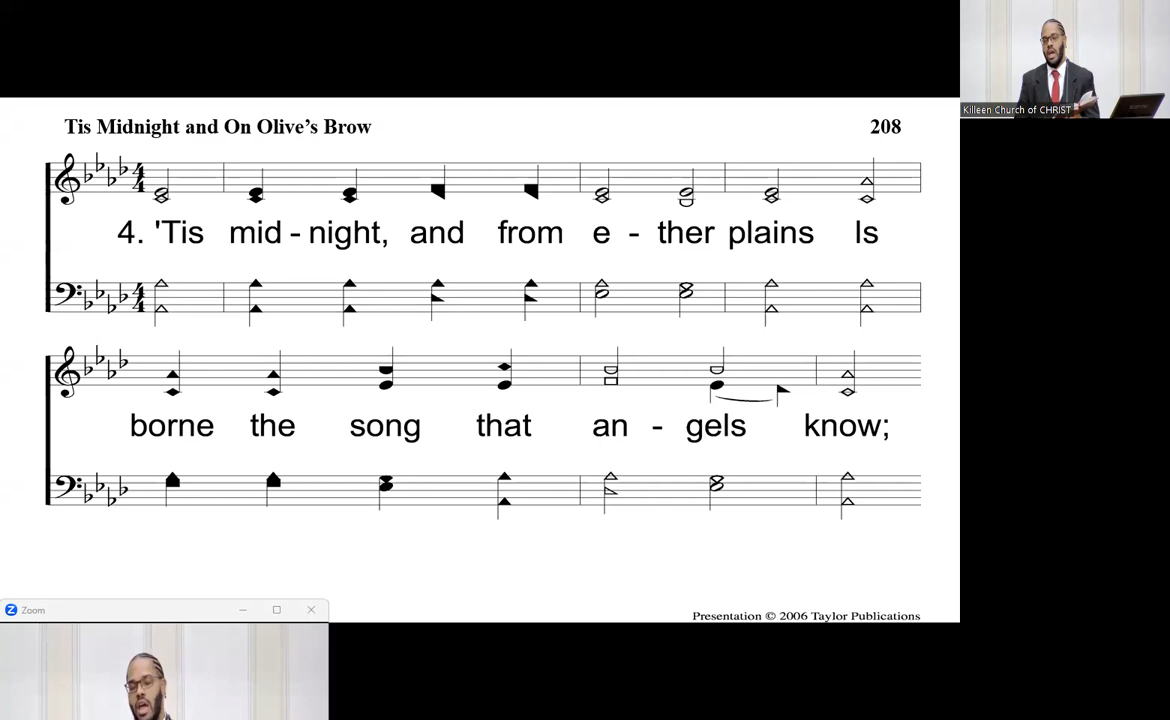 Killeen Church of CHRIST
Tis Midnight and On Olive's Brow 208
4. 'Tis mid - night, and from e - ther plains Is
borne the song that an - gels know;
Zoom
Presentation © 2006 Taylor Publications